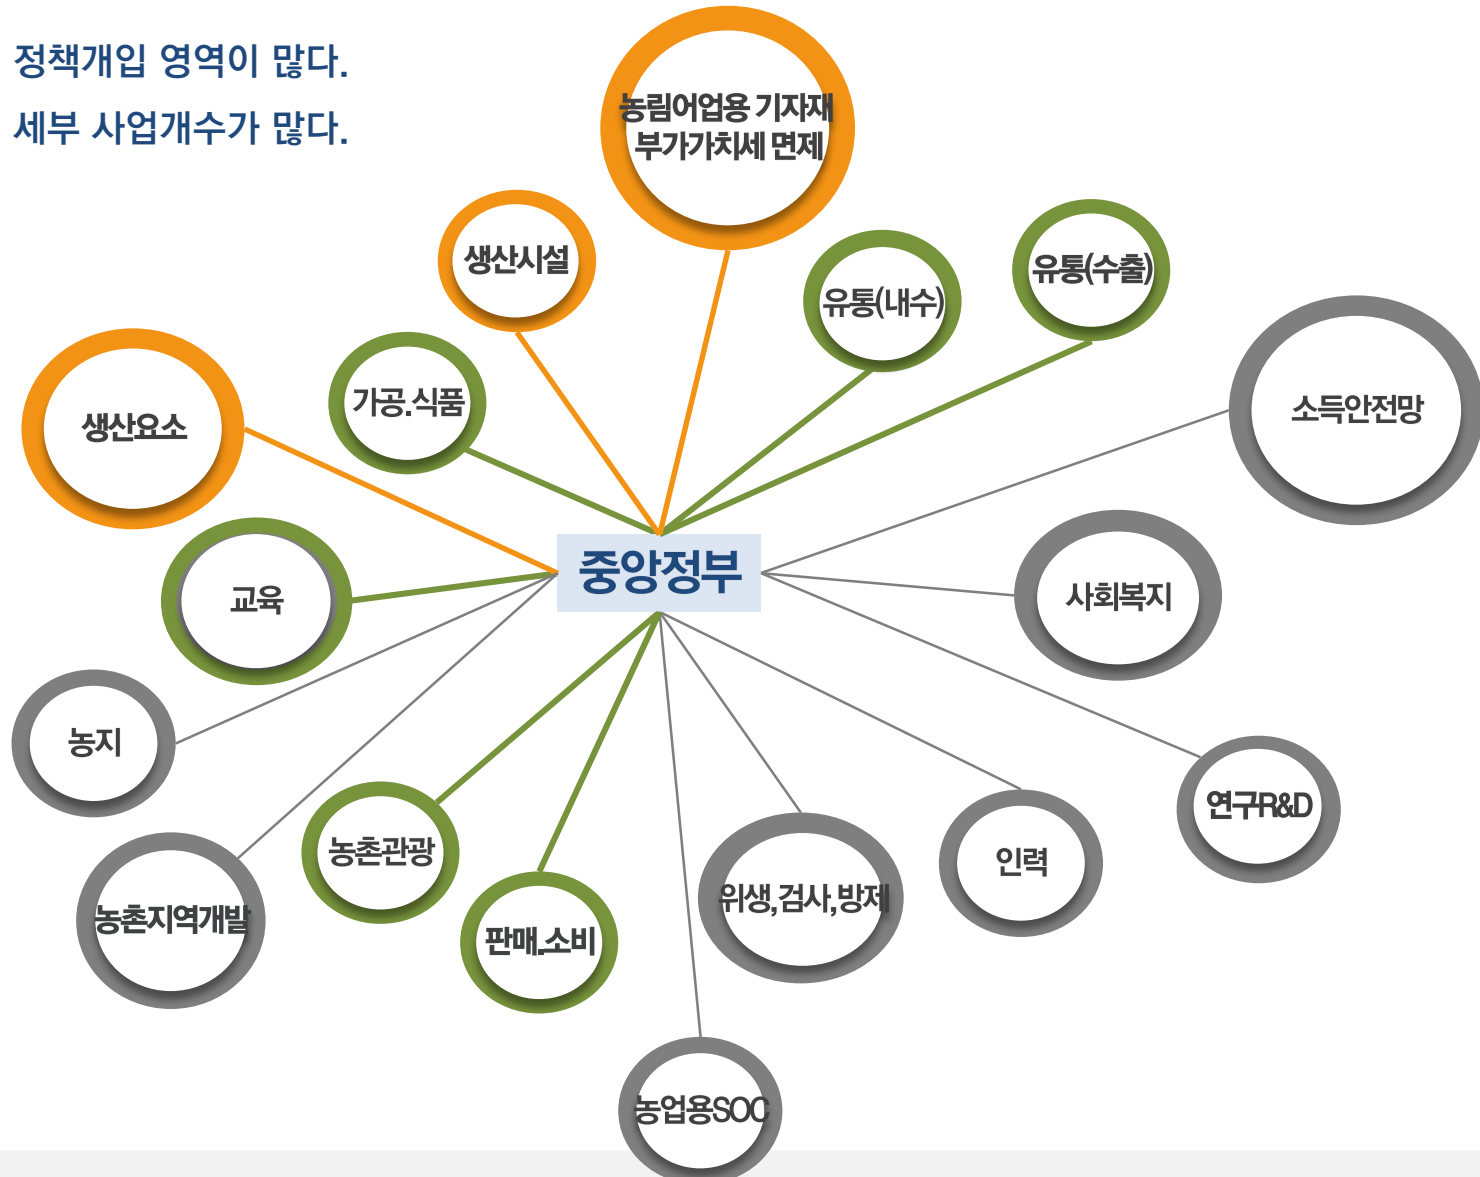 정책개입 영역이 많다.
세부 사업개수가 많다.
농림어업용 기자재
부가가치세 면제
생산시설
유통(내수)
유통(수출)
가공.식품
생산요소
소득안전망
중앙정부
교육
사회복지
농지
연구R&D
농촌관광
인력
위생,검사,방제
농촌지역개발
판매.소비
농업용SOC